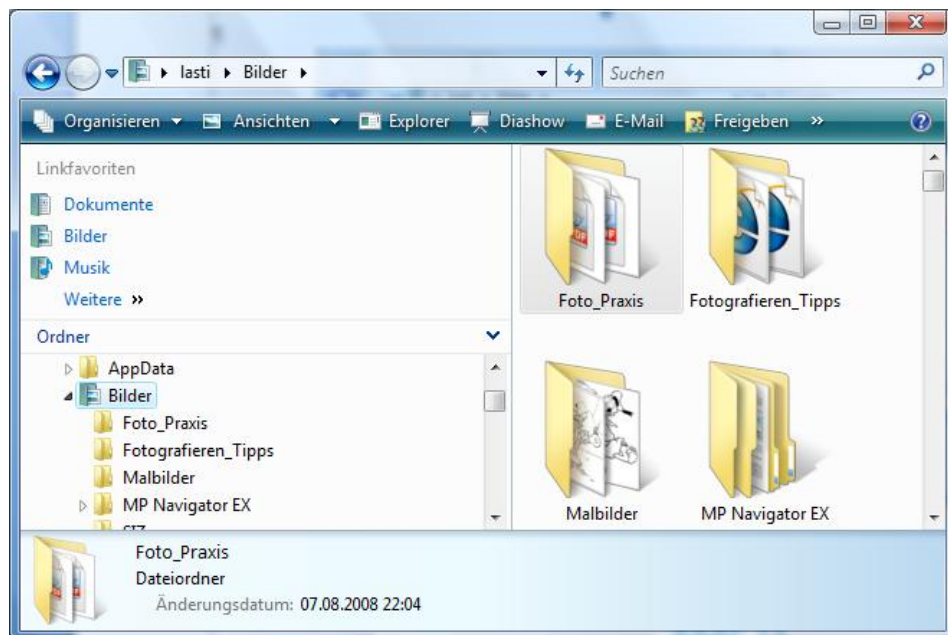 lasti Bilder Suchen
Organisieren Ansichten Explorer Diashow E-Mail Freigeben »
Linkfavoriten
Dokumente
Bilder
Musik
Weitere »
Ordner
AppData
Bilder
Foto_Praxis
Fotografieren_Tipps
Malbilder
MP Navigator EX
Foto_Praxis Fotografieren_Tipps
Malbilder MP Navigator EX
Foto_Praxis
Dateiordner
Änderungsdatum: 07.08.2008 22:04